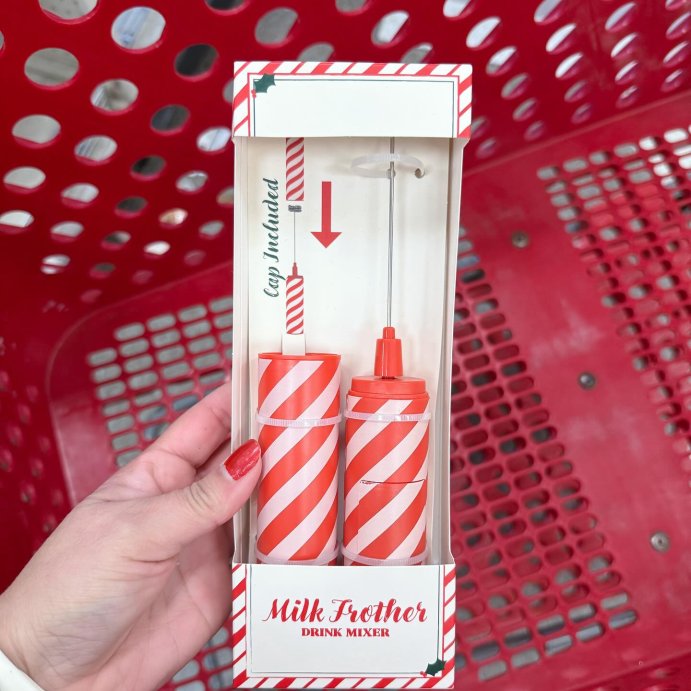 Cap Included
Milk Frother
DRINK MIXER